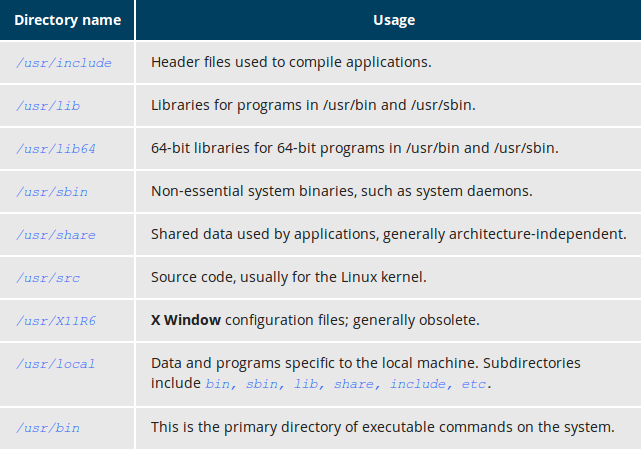 Directory name Usage
/usr/include Header files used to compile applications.
/usr/lib Libraries for programs in /usr/bin and /usr/sbin.
/usr/lib64 64-bit libraries for 64-bit programs in /usr/bin and /usr/sbin.
/usr/sbin Non-essential system binaries, such as system daemons.
/usr/share Shared data used by applications, generally architecture-independent.
/usr/src Source code, usually for the Linux kernel.
/usr/X11R6 X Window configuration files; generally obsolete.
/usr/local Data and programs specific to the local machine. Subdirectories
include bin, sbin, lib, share, include, etc.
/usr/bin This is the primary directory of executable commands on the system.